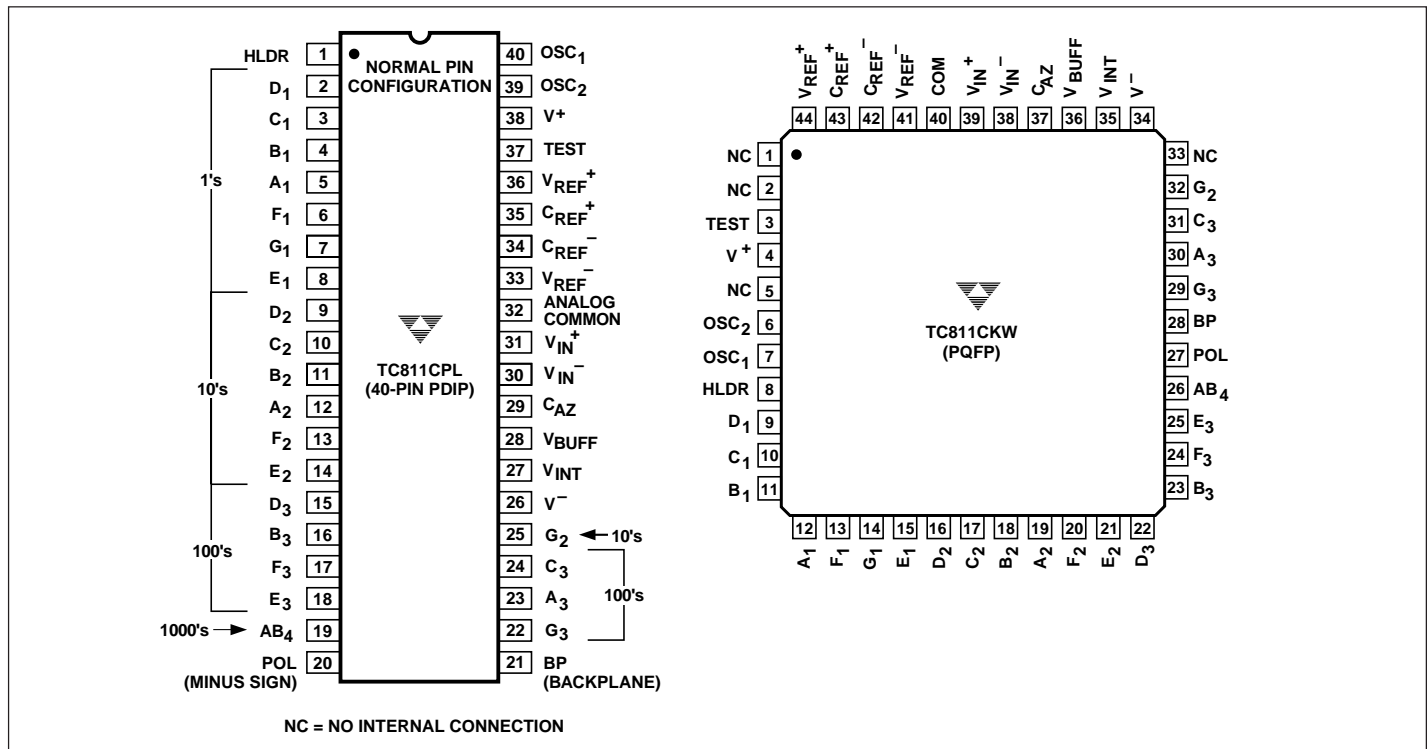 HLDR 1
D1 2
C1 3
B1 4
A1 5
F1 6
G1 7
E1 8
D2 9
C2 10
B2 11
A2 12
F2 13
E2 14
D3 15
B3 16
F3 17
E3 18
AB4 19
POL 20
(MINUS SIGN)
1's
10's
100's
1000's
NORMAL PIN
CONFIGURATION
TC811CPL
(40-PIN PDIP)
40 OSC1
39 OSC2
38 V+
37 TEST
36 VREF+
35 CREF+
34 CREF–
33 VREF–
32 ANALOG
COMMON
31 VIN+
30 VIN–
29 CAZ
28 VBUFF
27 VINT
26 V–
25 G2 10's
24 C3
23 A3
22 G3
100's
21 BP
(BACKPLANE)
NC = NO INTERNAL CONNECTION
VREF+ CREF+ CREF– VREF– COM VIN+ VIN– CAZ VBUFF VINT V–
44 43 42 41 40 39 38 37 36 35 34
NC 1
NC 2
TEST 3
V+ 4
NC 5
OSC2 6
OSC1 7
HLDR 8
D1 9
C1 10
B1 11
TC811CKW
(PQFP)
33 NC
32 G2
31 C3
30 A3
29 G3
28 BP
27 POL
26 AB4
25 E3
24 F3
23 B3
12 13 14 15 16 17 18 19 20 21 22
A1 F1 G1 E1 D2 C2 B2 A2 F2 E2 D3